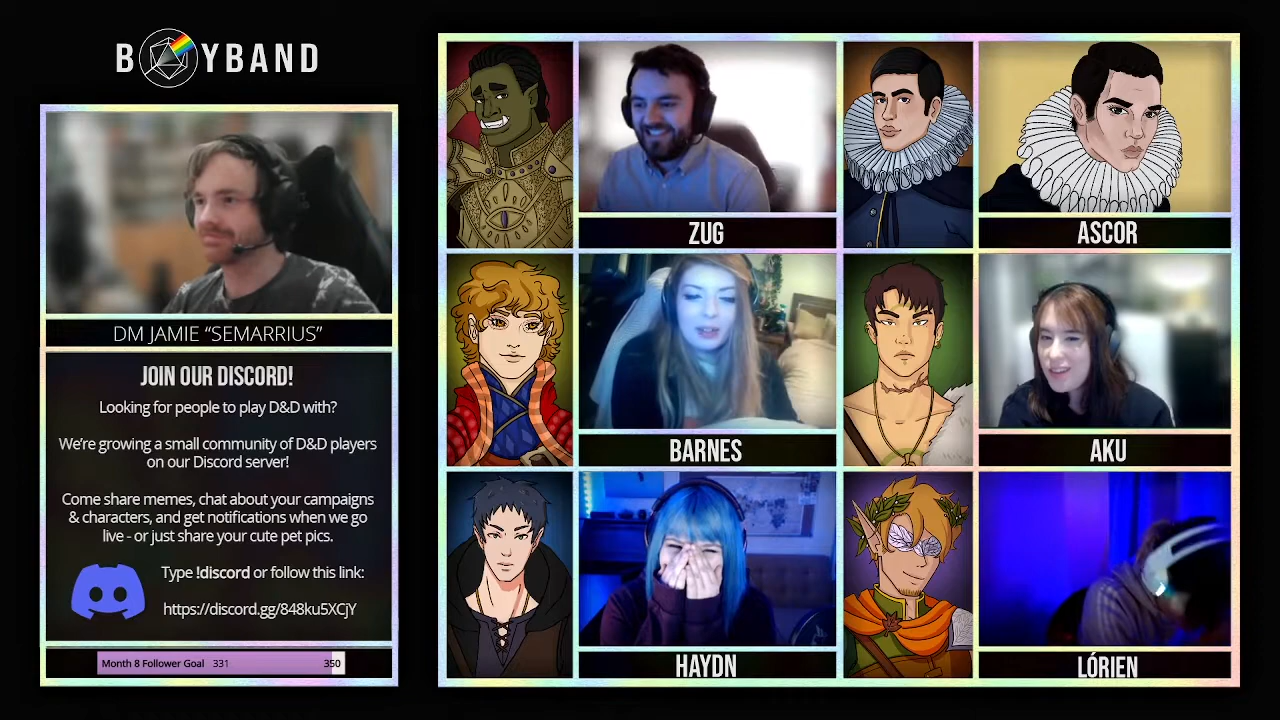 BOYBAND
DM JAMIE “SEMARRIUS”
JOIN OUR DISCORD!
Looking for people to play D&D with?
We're growing a small community of D&D players
on our Discord server!
Come share memes, chat about your campaigns
& characters, and get notifications when we go
live - or just share your cute pet pics.
Type !discord or follow this link:
https://discord.gg/848ku5XCjY
Month 8 Follower Goal 331 350
ZUG
ASCOR
BARNES
AKU
HAYDN
LÓRIEN